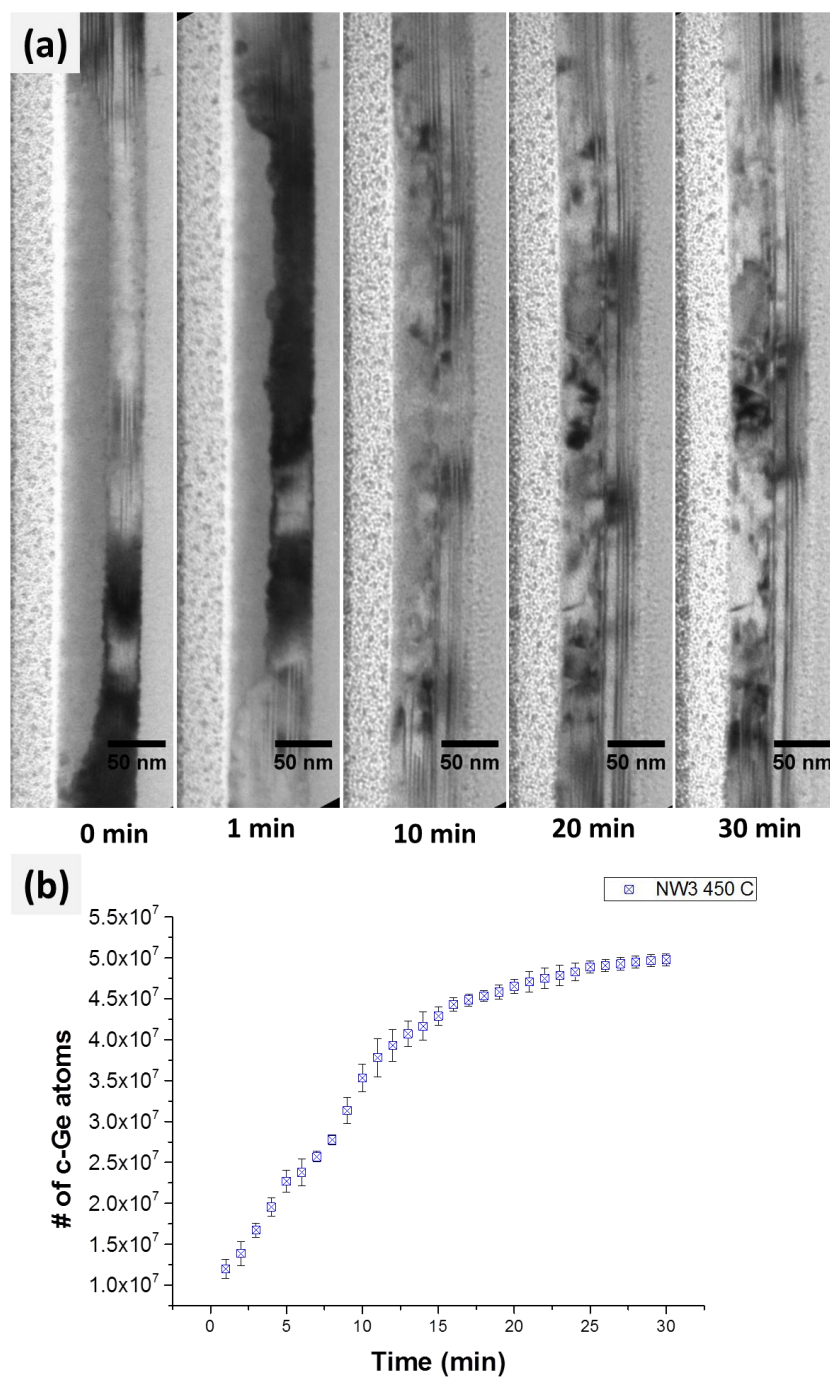 (a)
50 nm 50 nm 50 nm 50 nm 50 nm
0 min 1 min 10 min 20 min 30 min
(b)
NW3 450 C
5.5x10⁷
5.0x10⁷
4.5x10⁷
4.0x10⁷
3.5x10⁷
3.0x10⁷
2.5x10⁷
2.0x10⁷
1.5x10⁷
1.0x10⁷
# of c-Ge atoms
0 5 10 15 20 25 30
Time (min)